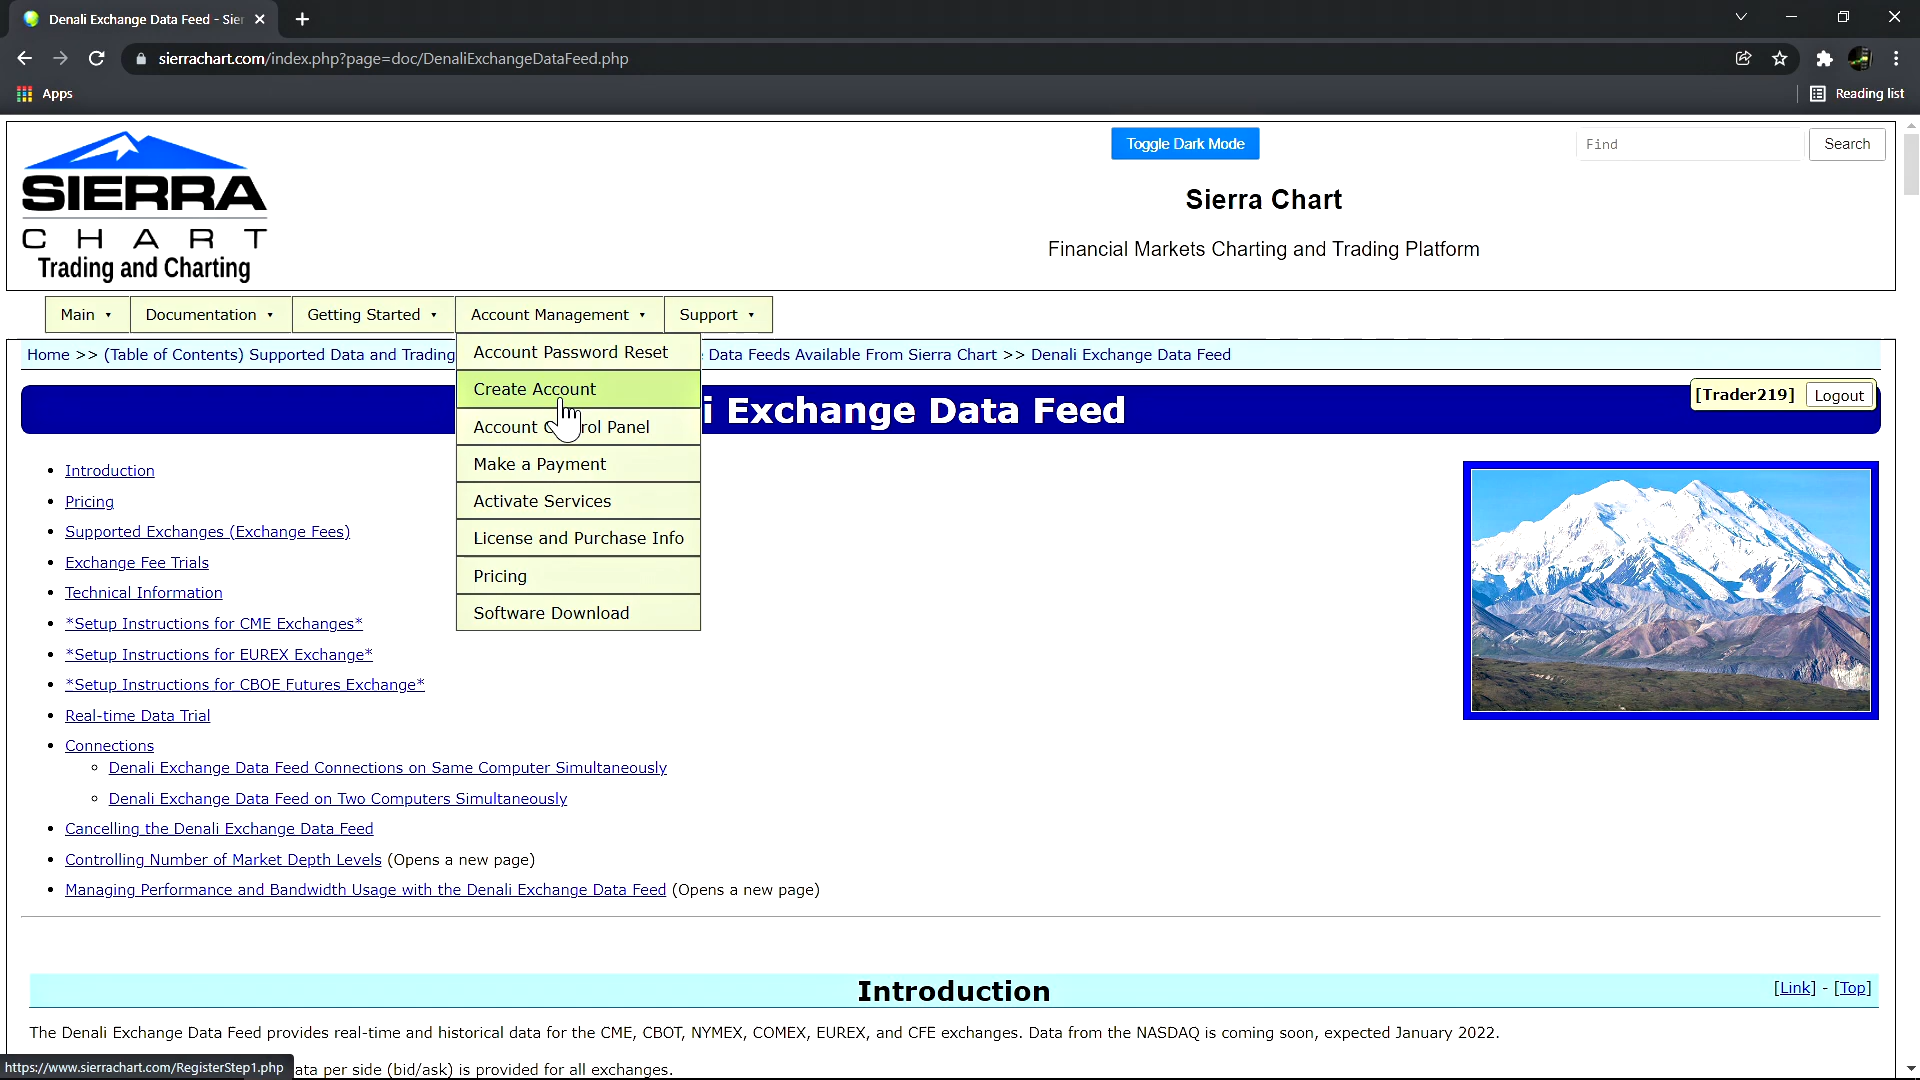 Denali Exchange Data Feed - Sier
sierrachart.com/index.php?page=doc/DenaliExchangeDataFeed.php
Apps
Reading list
SIERRA
CHART
Trading and Charting
Toggle Dark Mode
Find
Search
Sierra Chart
Financial Markets Charting and Trading Platform
Main
Documentation
Getting Started
Account Management
Support
Home >> (Table of Contents) Supported Data and Trading
Data Feeds Available From Sierra Chart >> Denali Exchange Data Feed
Account Password Reset
Create Account
Account
rol Panel
Make a Payment
Activate Services
License and Purchase Info
Pricing
Software Download
i Exchange Data Feed
[Trader219]
Logout
• Introduction
• Pricing
• Supported Exchanges (Exchange Fees)
• Exchange Fee Trials
• Technical Information
• *Setup Instructions for CME Exchanges*
• *Setup Instructions for EUREX Exchange*
• *Setup Instructions for CBOE Futures Exchange*
• Real-time Data Trial
• Connections
◦ Denali Exchange Data Feed Connections on Same Computer Simultaneously
◦ Denali Exchange Data Feed on Two Computers Simultaneously
• Cancelling the Denali Exchange Data Feed
• Controlling Number of Market Depth Levels (Opens a new page)
• Managing Performance and Bandwidth Usage with the Denali Exchange Data Feed (Opens a new page)
Introduction
[Link] - [Top]
The Denali Exchange Data Feed provides real-time and historical data for the CME, CBOT, NYMEX, COMEX, EUREX, and CFE exchanges. Data from the NASDAQ is coming soon, expected January 2022.
https://www.sierrachart.com/RegisterStep1.php
ata per side (bid/ask) is provided for all exchanges.